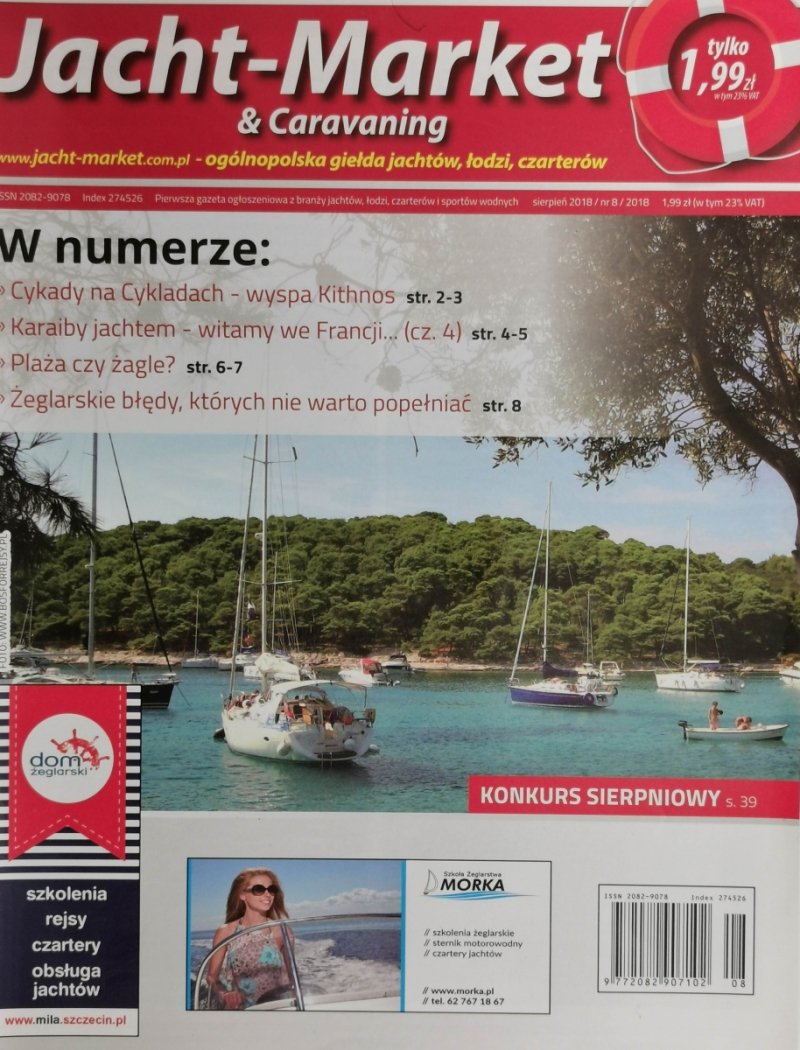 Jacht-Market
& Caravaning
tylko
1,99zł
w tym 23% VAT
www.jacht-market.com.pl - ogólnopolska giełda jachtów, łodzi, czarterów
ISSN 2082-9078 Index 274526 Pierwsza gazeta ogłoszeniowa z branży jachtów, łodzi, czarterów i sportów wodnych sierpień 2018 / nr 8 / 2018 1,99 zł (w tym 23% VAT)
W numerze:
» Cykady na Cykladach - wyspa Kithnos str. 2-3
» Karaiby jachtem - witamy we Francji... (cz. 4) str. 4-5
» Plaża czy żagle? str. 6-7
» Żeglarskie błędy, których nie warto popełniać str. 8
FOTO: WWW.BOSFORREJSY.PL
KONKURS SIERPNIOWY s. 39
dom
żeglarski
szkolenia
rejsy
czartery
obsługa
jachtów
www.mila.szczecin.pl
Szkoła Żeglarstwa
MORKA
// szkolenia żeglarskie
// sternik motorowodny
// czartery jachtów
// www.morka.pl
// tel. 62 767 18 67
ISSN 2082-9078 Index 274526
9 772082 907102 08